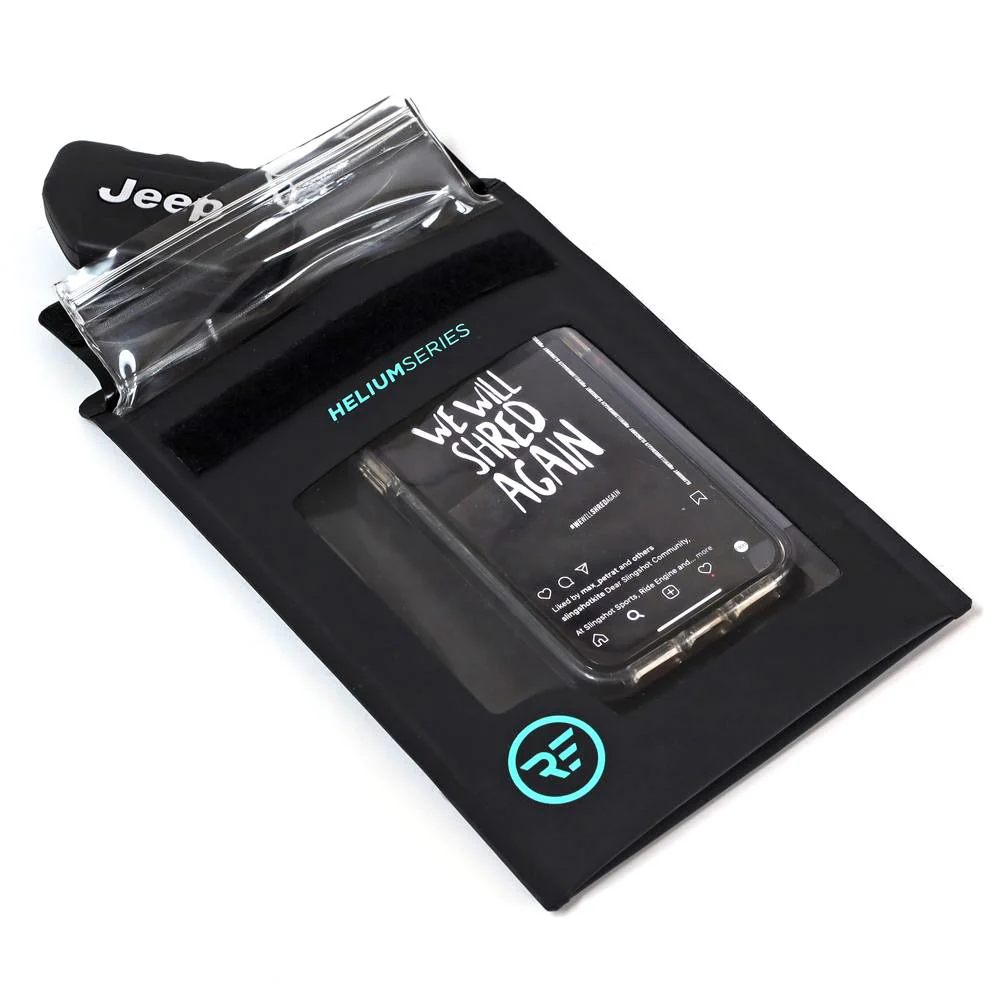 Jeep
HELIUMSERIES
WE WILL
SHRED
AGAIN
#WEWILLSHREDAGAIN
Liked by max_petrat and others
slingshotkite Dear Slingshot Community,
At Slingshot Sports, Ride Engine and... more
RE